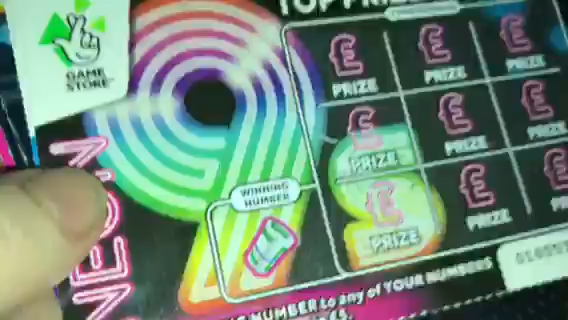 TOP PRIZE
GAME
STORE
NEON
£ £ £
PRIZE PRIZE PRIZE
£ £ £
PRIZE PRIZE PRIZE
£ £ £
PRIZE PRIZE
WINNING
NUMBER
NUMBER to any of YOUR NUMBERS